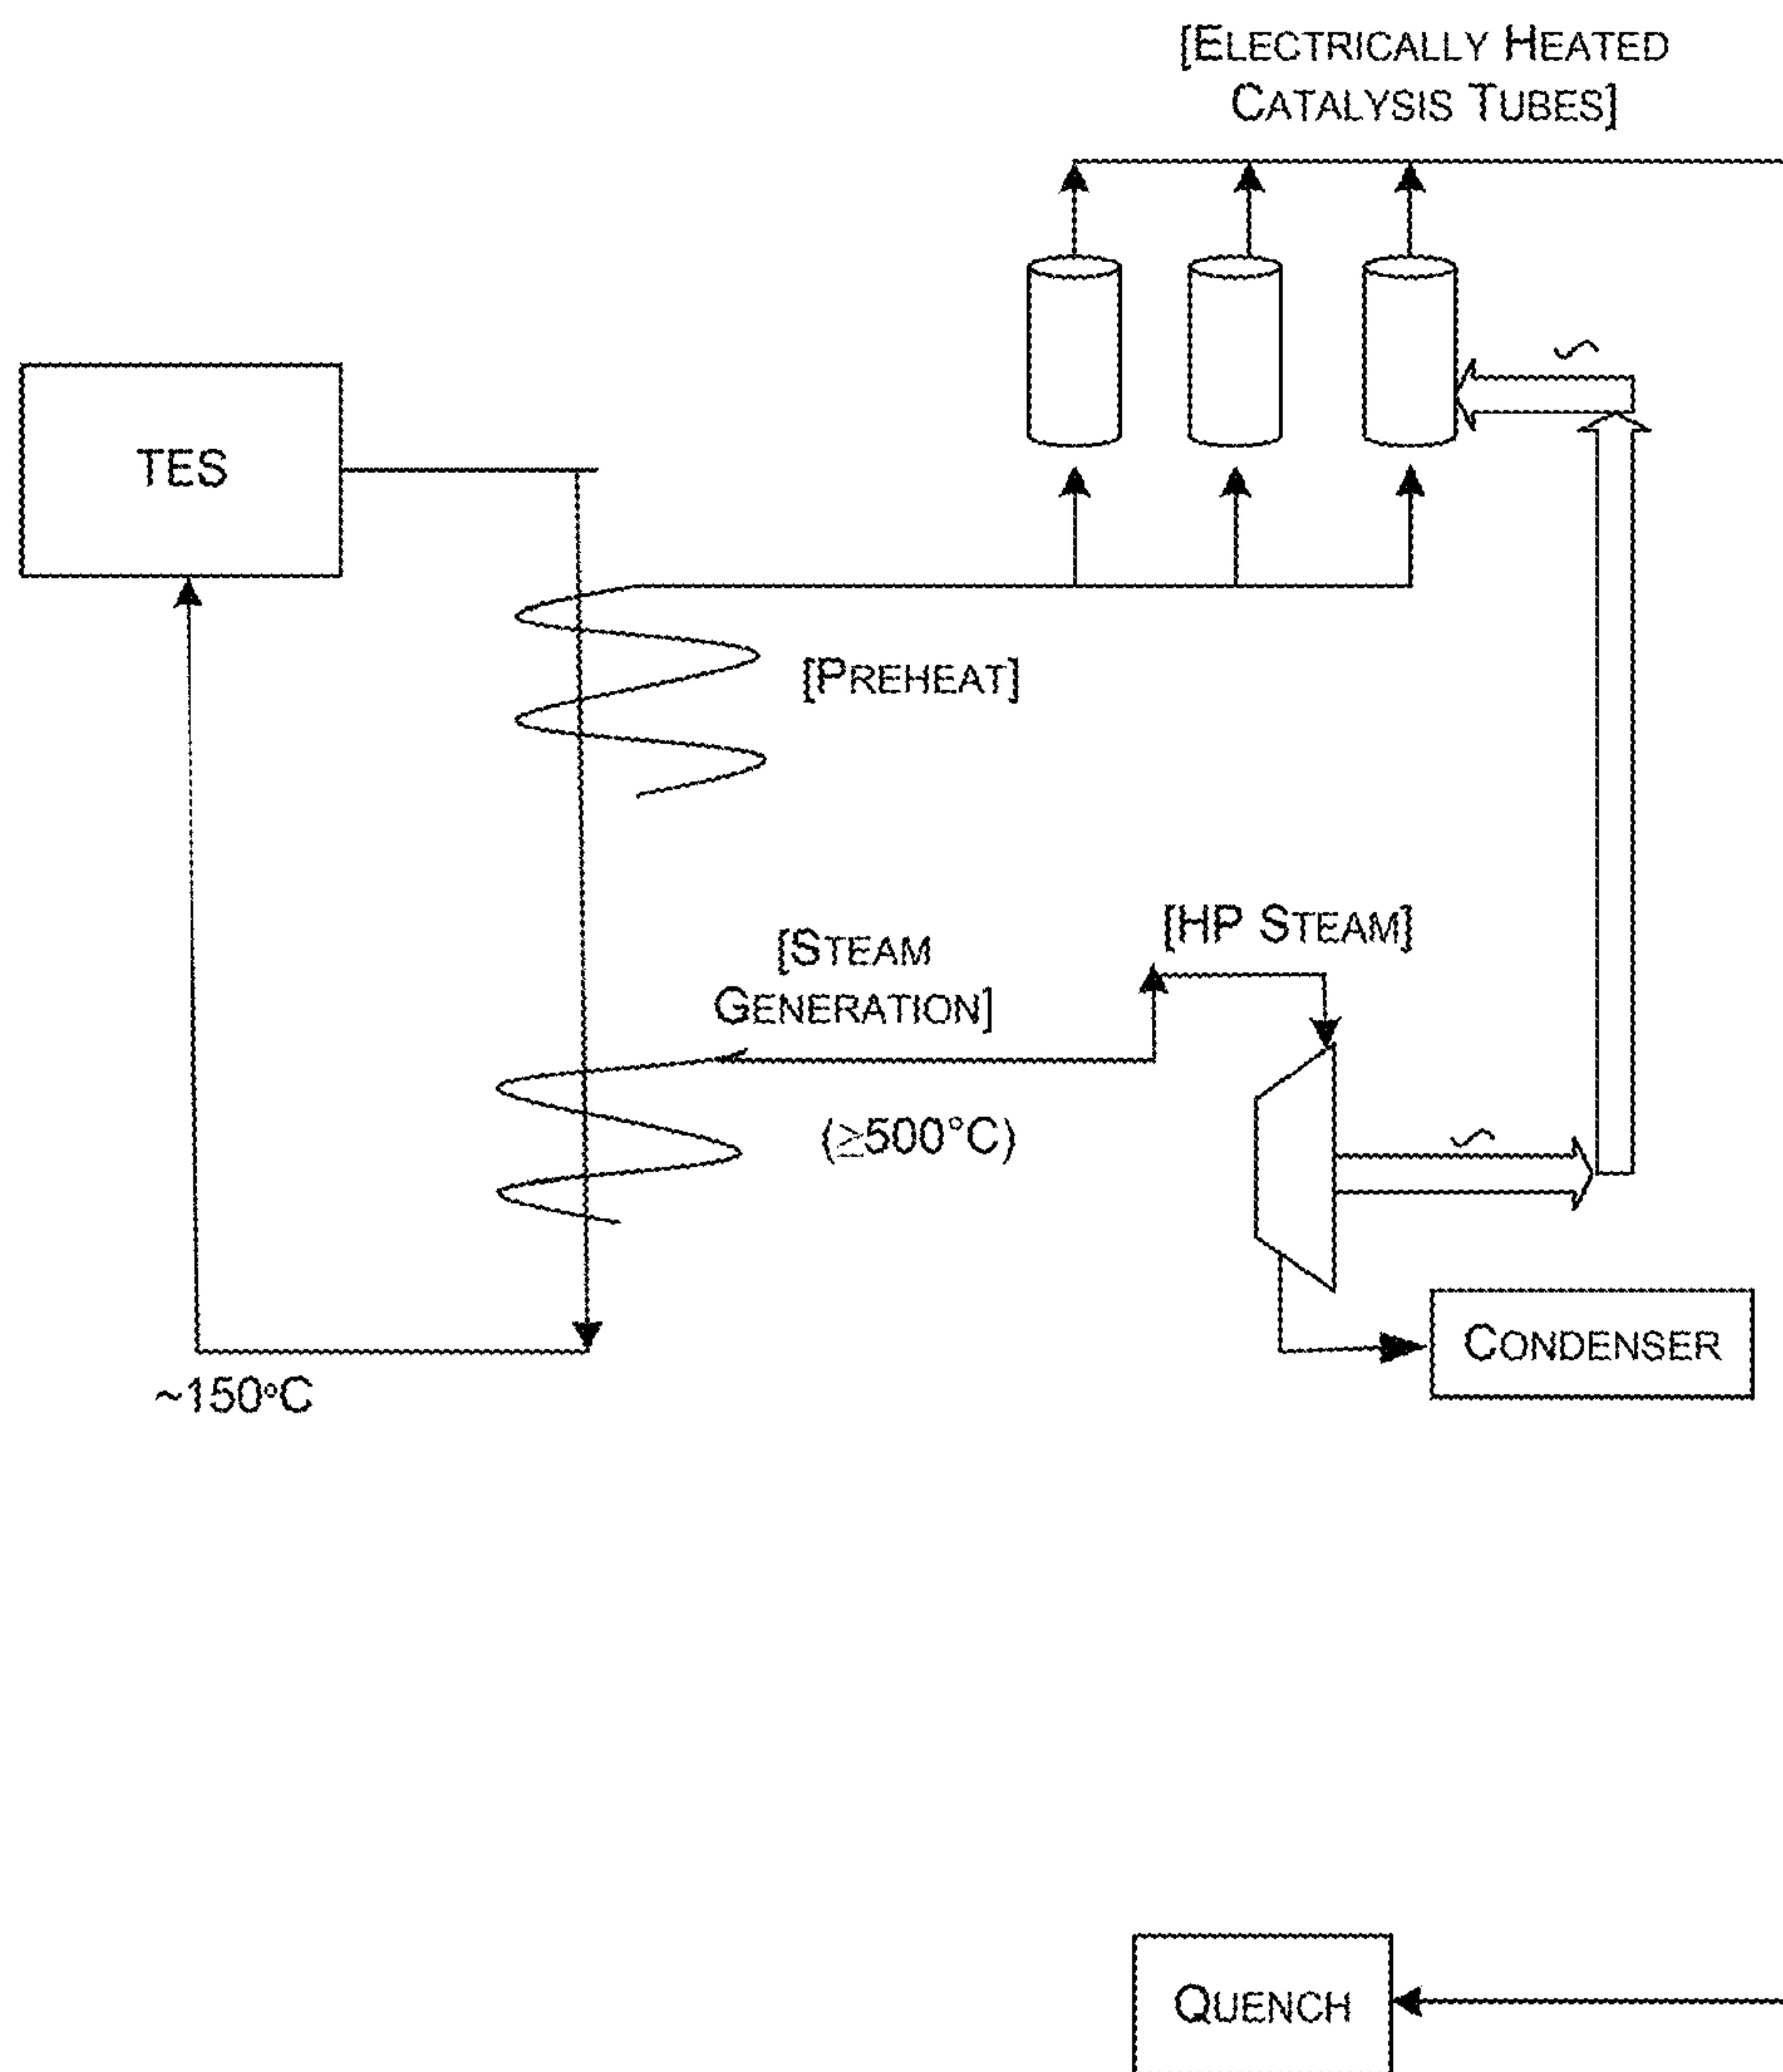 [ELECTRICALLY HEATED
CATALYSIS TUBES]
TES
[PREHEAT]
[HP STEAM]
[STEAM
GENERATION]
(≥500°C)
CONDENSER
~150°C
QUENCH